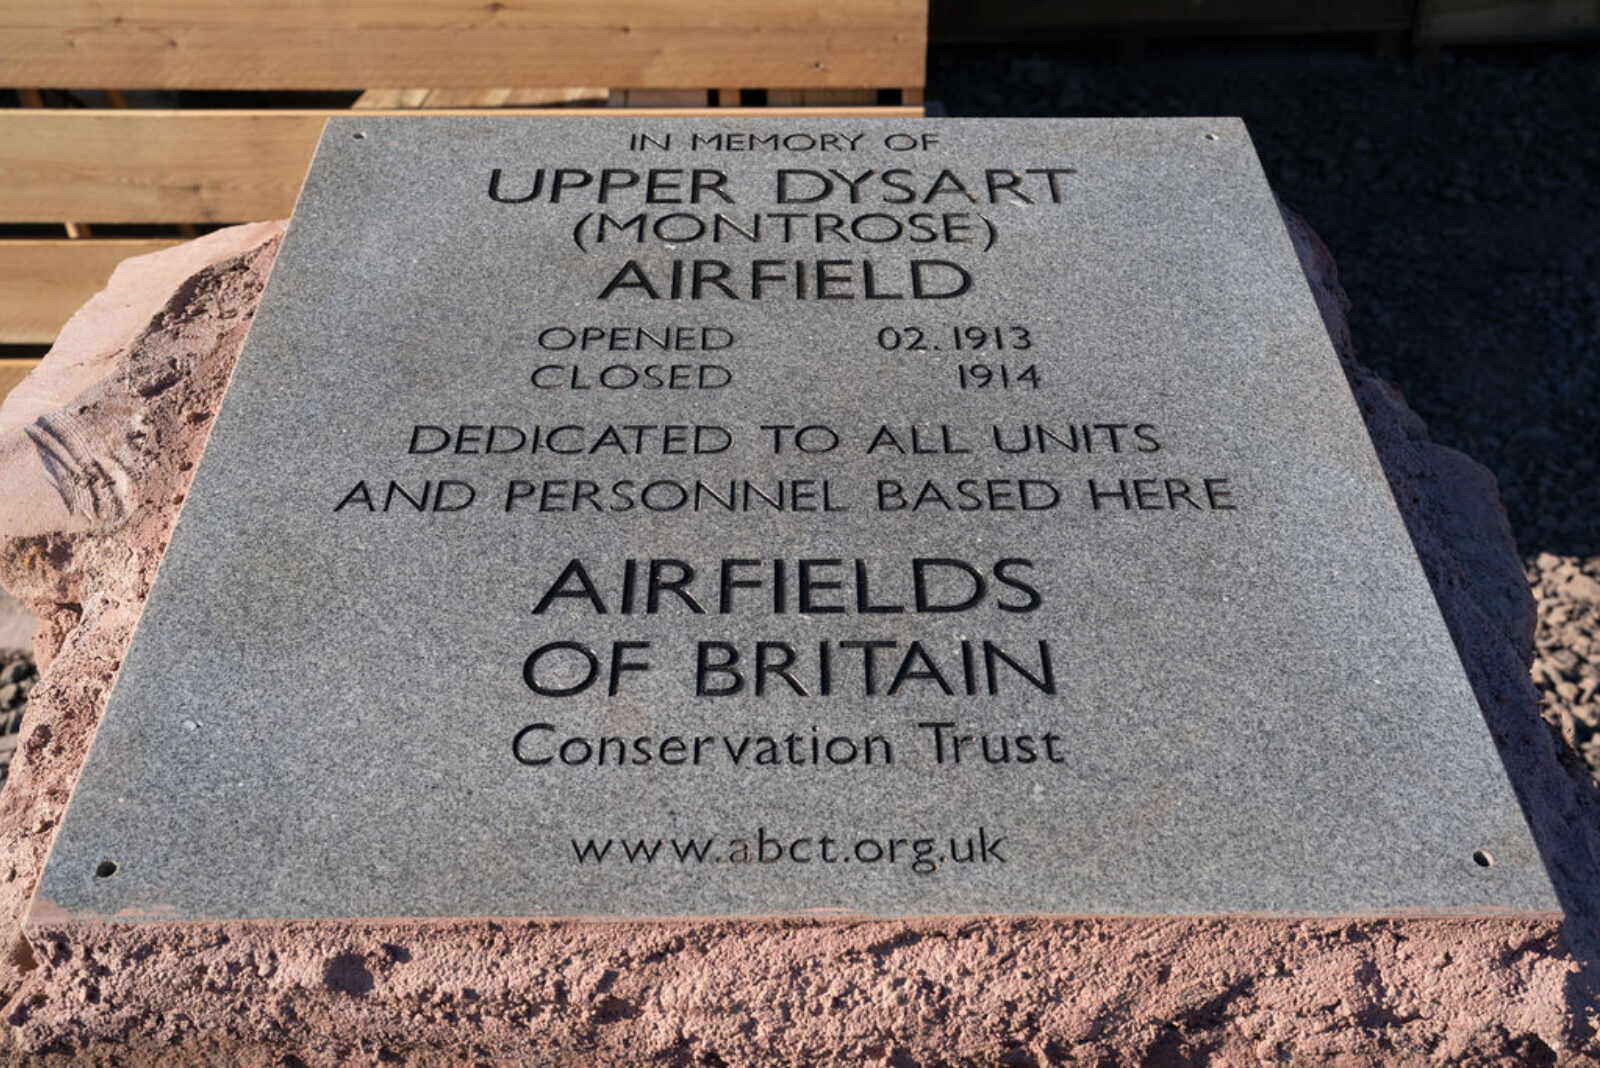 IN MEMORY OF
UPPER DYSART
(MONTROSE)
AIRFIELD
OPENED 02.1913
CLOSED 1914
DEDICATED TO ALL UNITS
AND PERSONNEL BASED HERE
AIRFIELDS
OF BRITAIN
Conservation Trust
www.abct.org.uk